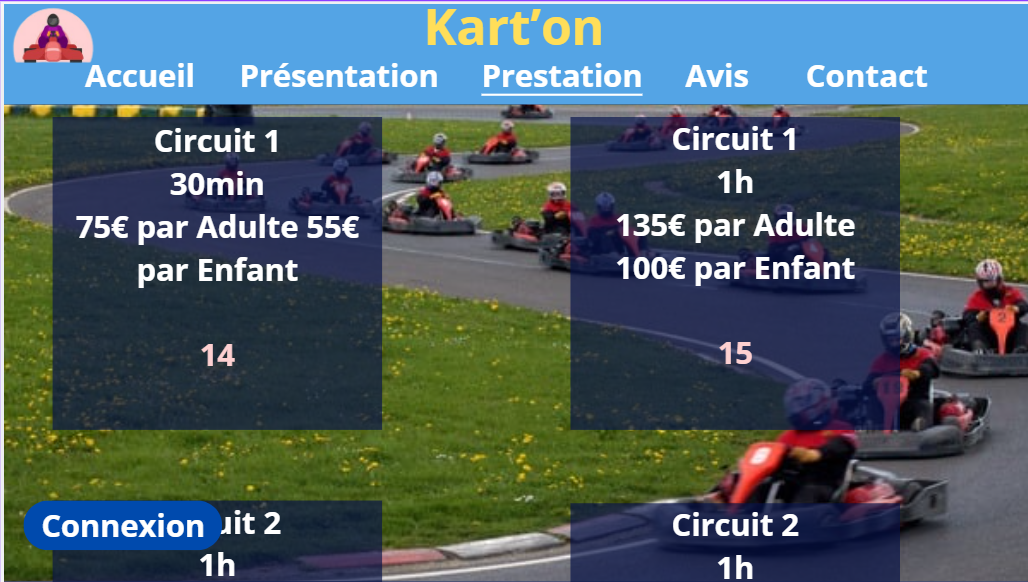 Kart’on
Accueil Présentation Prestation Avis Contact
Circuit 1
30min
75€ par Adulte 55€
par Enfant
14
Circuit 1
1h
135€ par Adulte
100€ par Enfant
15
Connexion
uit 2
1h
Circuit 2
1h